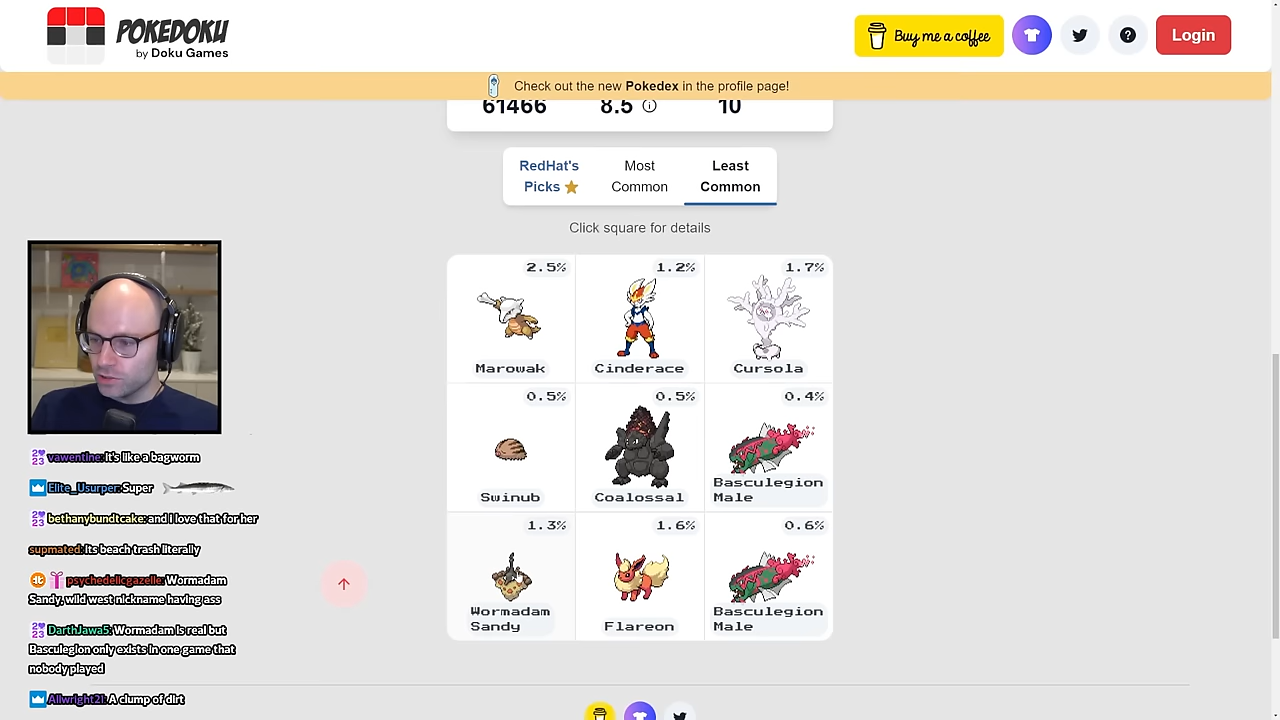 POKEDOKU
by Doku Games
Buy me a coffee
Login
Check out the new Pokedex in the profile page!
61466
8.5
10
RedHat's
Picks
Most
Common
Least
Common
Click square for details
2.5%
1.2%
1.7%
Marowak
Cinderace
Cursola
0.5%
0.5%
0.4%
Swinub
Coalossal
Basculegion
Male
1.3%
1.6%
0.6%
Wormadam
Sandy
Flareon
Basculegion
Male
vawentine: It's like a bagworm
Elite_Usurper: Super
bethanybundtcake: and I love that for her
supmated: Its beach trash literally
psychedelicgazelle: Wormadam
Sandy, wild west nickname having ass
DarthJawa5: Wormadam is real but
Basculegion only exists in one game that
nobody played
Allwright21: A clump of dirt